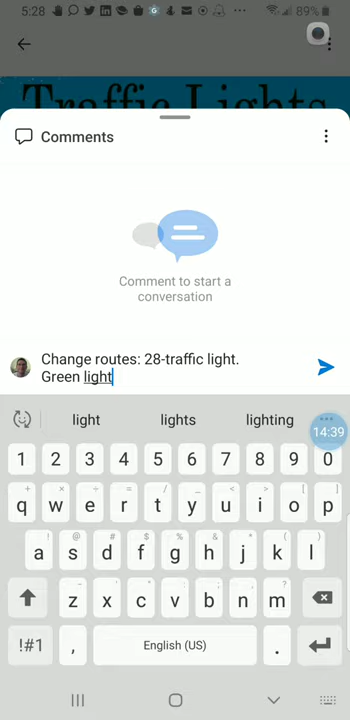 5:28
89%
Traffic Lights
Comments
Comment to start a
conversation
Change routes: 28-traffic light.
Green light
light lights lighting
14:39
1 2 3 4 5 6 7 8 9 0
+ × ÷ = / _ < > [ ]
q w e r t y u i o p
! @ # $ % ^ & * ( )
a s d f g h j k l
- ' " : ; , ?
z x c v b n m
!#1 , English (US) .